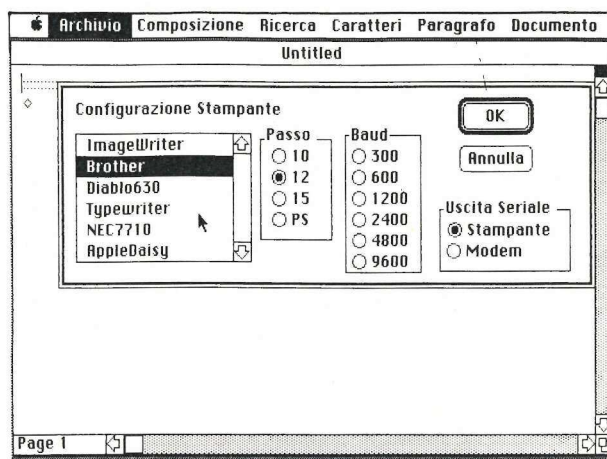 Archivio Composizione Ricerca Caratteri Paragrafo Documento
Untitled
Configurazione Stampante
ImageWriter
Brother
Diablo630
Typewriter
NEC7710
AppleDaisy
Passo
10
12
15
PS
Baud
300
600
1200
2400
4800
9600
OK
Annulla
Uscita Seriale
Stampante
Modem
Page 1